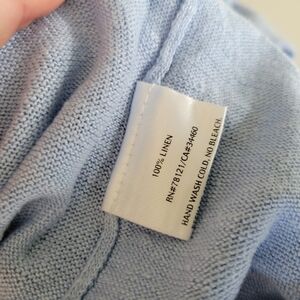 100% LINEN
RN#78121/CA#34460
HAND WASH COLD, NO BLEACH,